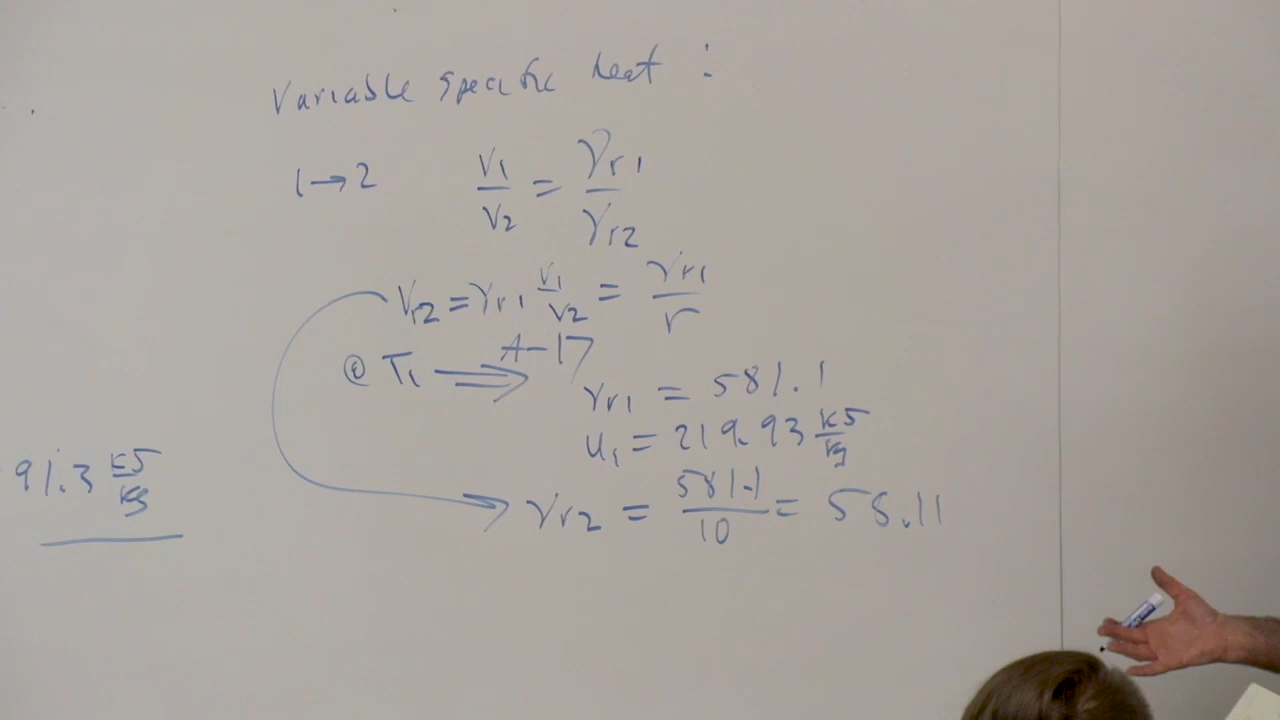 Variable specific heat :
1→2 V1/V2 = Vr1/Vr2
Vr2 = Vr1 V1/V2 = Vr1/r
@ T1 ⟹ A-17
Vr1 = 581.1
u1 = 219.93 kJ/kg
91.3 kJ/kg
Vr2 = 581.1/10 = 58.11